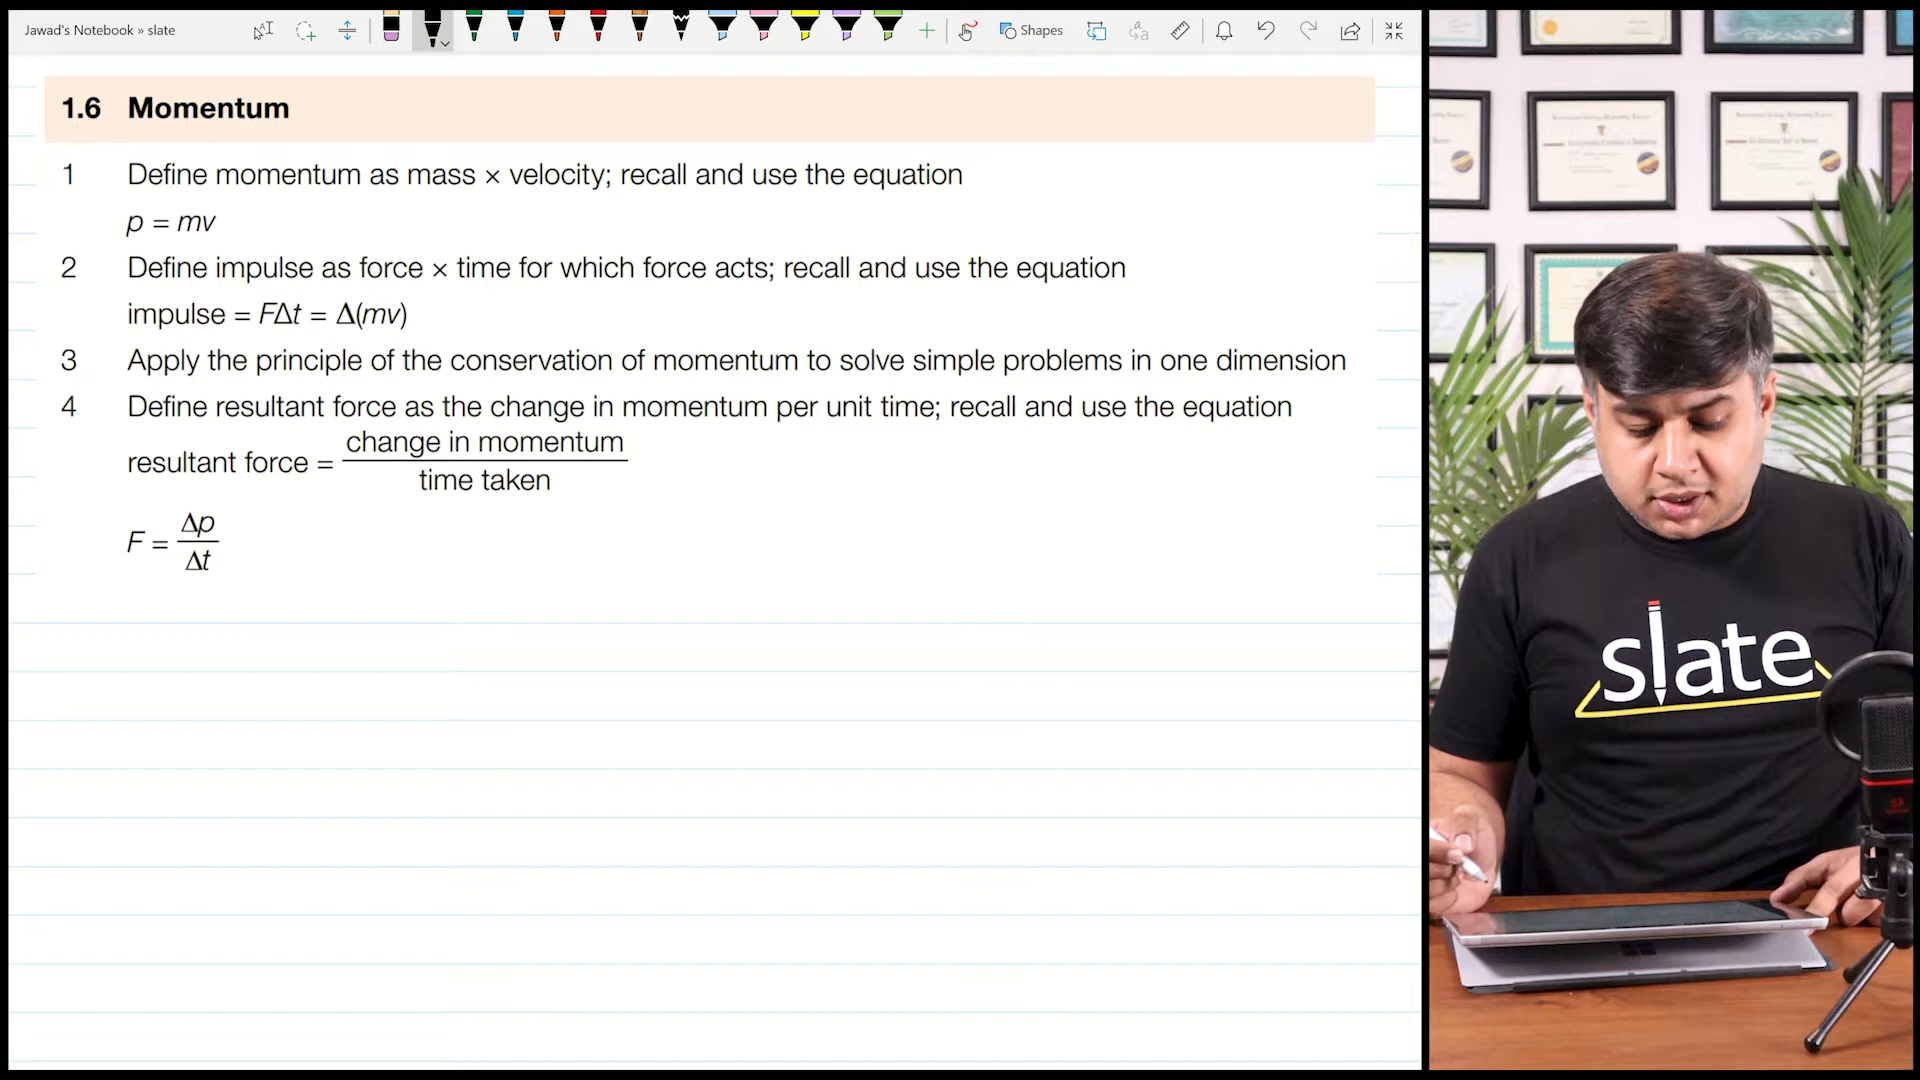 Jawad's Notebook » slate
Shapes
1.6 Momentum
1 Define momentum as mass × velocity; recall and use the equation
p = mv
2 Define impulse as force × time for which force acts; recall and use the equation
impulse = FΔt = Δ(mv)
3 Apply the principle of the conservation of momentum to solve simple problems in one dimension
4 Define resultant force as the change in momentum per unit time; recall and use the equation
resultant force = change in momentum / time taken
F = Δp / Δt
slate